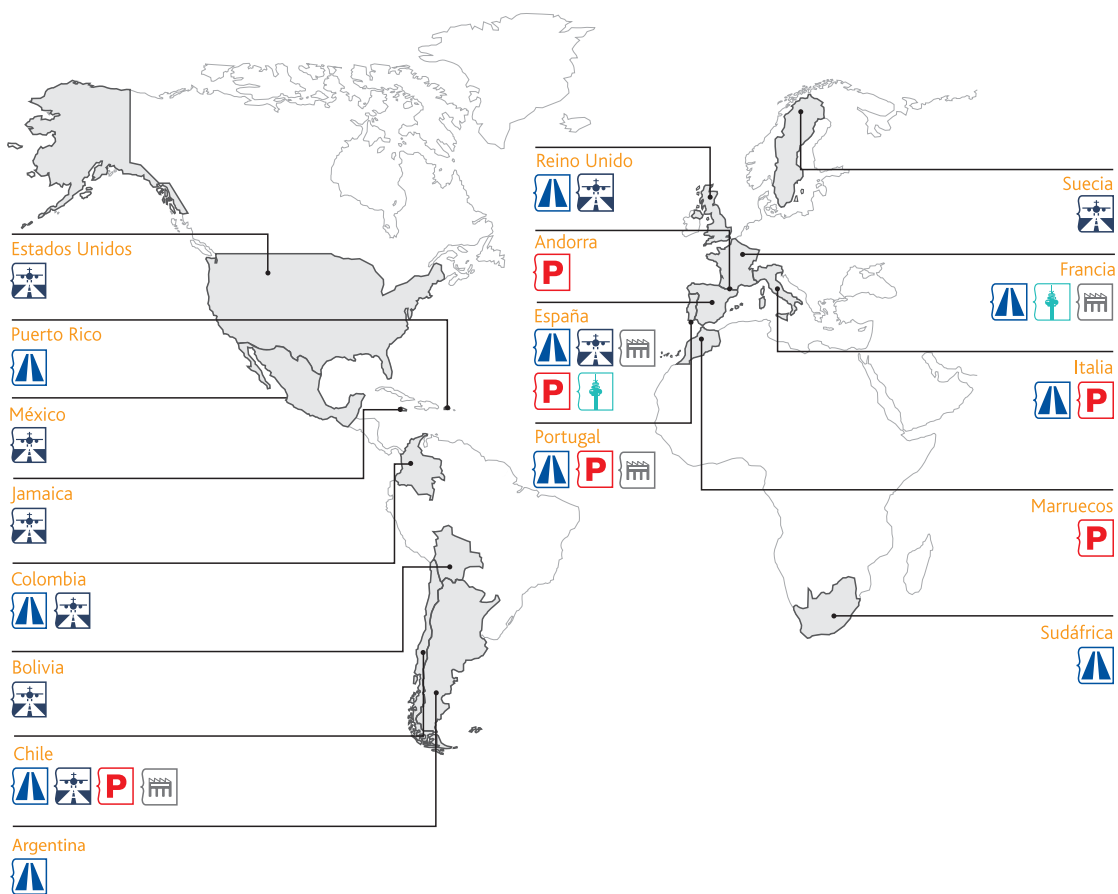 Estados Unidos
Puerto Rico
México
Jamaica
Colombia
Bolivia
Chile
P
Argentina
Reino Unido
Andorra
P
España
P
Portugal
P
Suecia
Francia
Italia
P
Marruecos
P
Sudáfrica